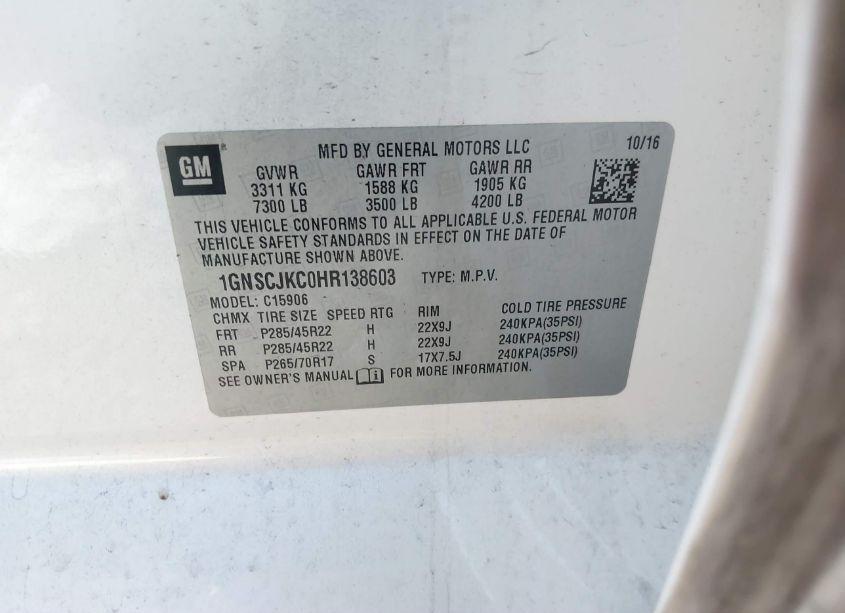 GM
MFD BY GENERAL MOTORS LLC 10/16
GVWR GAWR FRT GAWR RR
3311 KG 1588 KG 1905 KG
7300 LB 3500 LB 4200 LB
THIS VEHICLE CONFORMS TO ALL APPLICABLE U.S. FEDERAL MOTOR
VEHICLE SAFETY STANDARDS IN EFFECT ON THE DATE OF
MANUFACTURE SHOWN ABOVE.
1GNSCJKC0HR138603 TYPE: M.P.V.
MODEL: C15906
CHMX TIRE SIZE SPEED RTG RIM COLD TIRE PRESSURE
FRT P285/45R22 H 22X9J 240KPA(35PSI)
RR P285/45R22 H 22X9J 240KPA(35PSI)
SPA P265/70R17 S 17X7.5J 240KPA(35PSI)
SEE OWNER'S MANUAL FOR MORE INFORMATION.